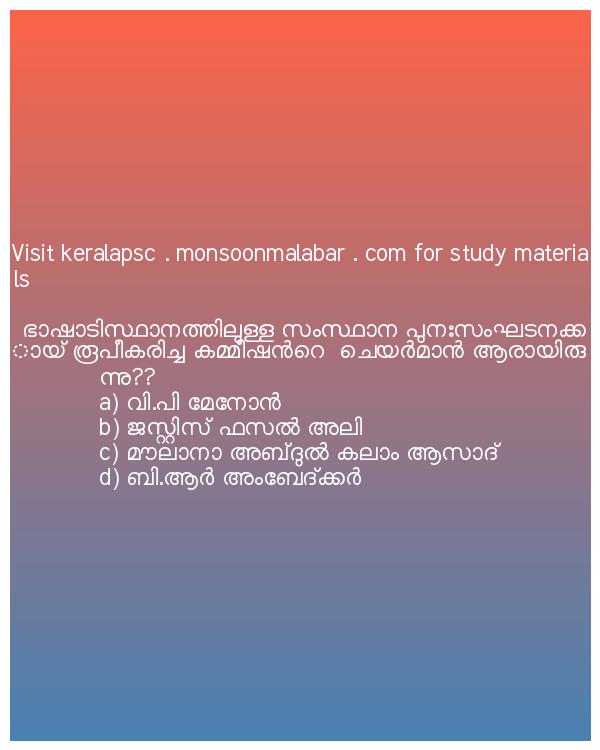 Visit keralapsc . monsoonmalabar . com for study materia
ls
ഭാഷാടിസ്ഥാനത്തിലുള്ള സംസ്ഥാന പുനഃസംഘടനക്ക
ായ് രൂപീകരിച്ച കമ്മീഷൻറെ ചെയർമാൻ ആരായിരു
ന്നു??
a) വി.പി മേനോൻ
b) ജസ്റ്റിസ് ഫസൽ അലി
c) മൗലാനാ അബ്ദുൽ കലാം ആസാദ്
d) ബി.ആർ അംബേദ്ക്കർ